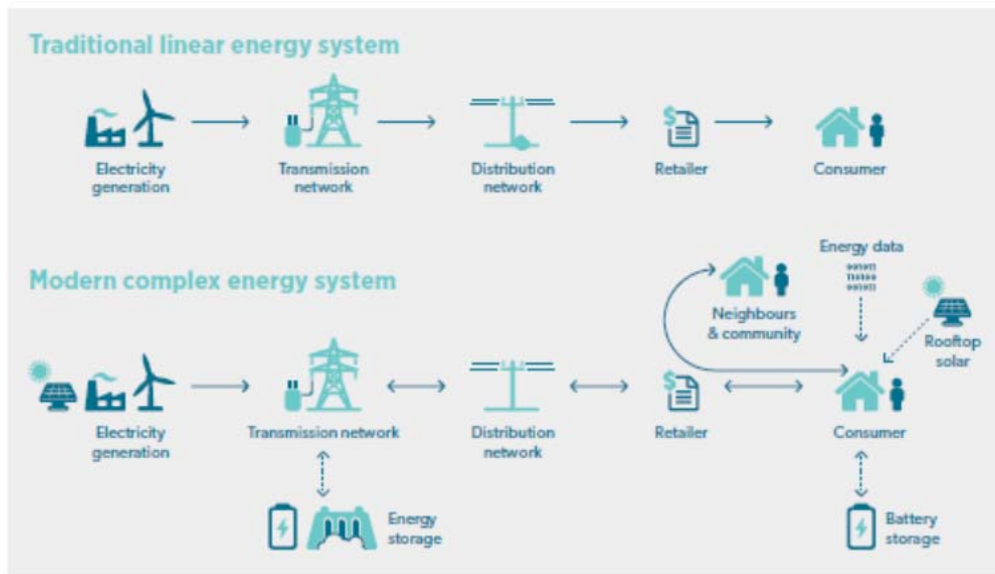 Traditional linear energy system
Electricity
generation
Transmission
network
Distribution
network
Retailer
Consumer
Modern complex energy system
Energy data
Neighbours
& community
Rooftop
solar
Electricity
generation
Transmission network
Distribution
network
Retailer
Consumer
Energy
storage
Battery
storage